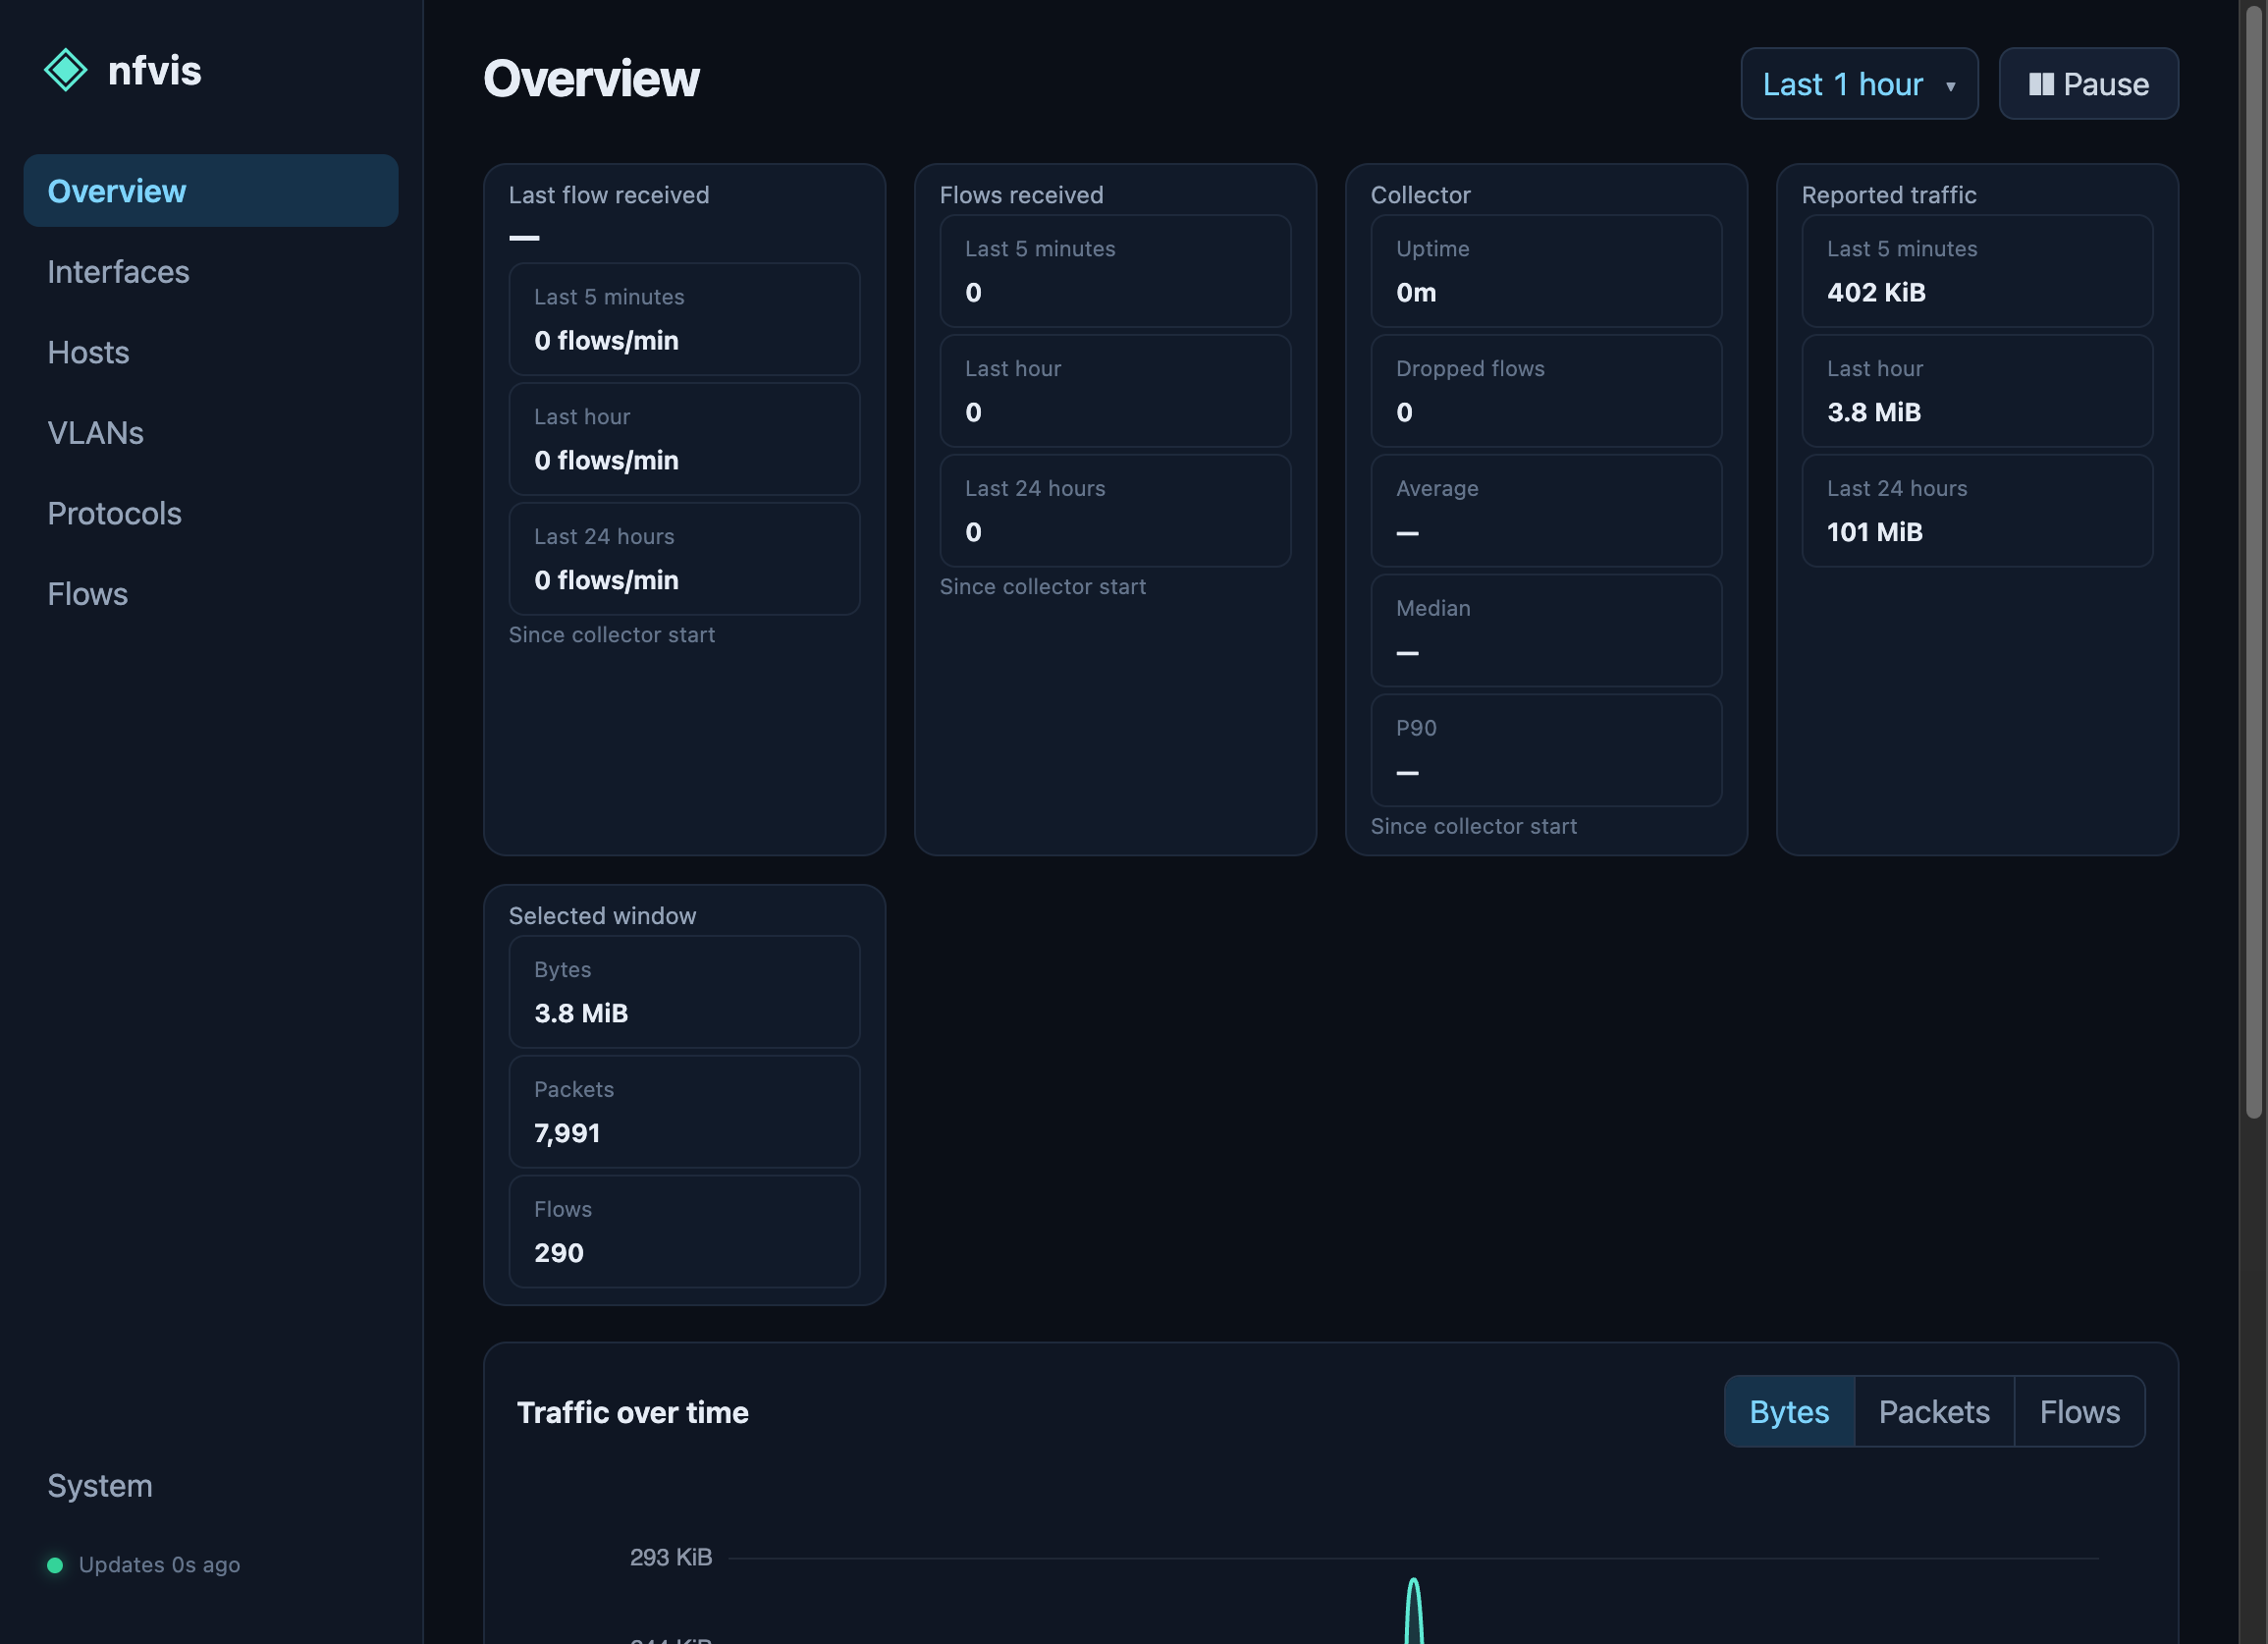 nfvis
Overview
Interfaces
Hosts
VLANs
Protocols
Flows
System
Updates 0s ago
Overview
Last 1 hour
Pause
Last flow received
—
Last 5 minutes
0 flows/min
Last hour
0 flows/min
Last 24 hours
0 flows/min
Since collector start
Flows received
Last 5 minutes
0
Last hour
0
Last 24 hours
0
Since collector start
Collector
Uptime
0m
Dropped flows
0
Average
—
Median
—
P90
—
Since collector start
Reported traffic
Last 5 minutes
402 KiB
Last hour
3.8 MiB
Last 24 hours
101 MiB
Selected window
Bytes
3.8 MiB
Packets
7,991
Flows
290
Traffic over time
Bytes
Packets
Flows
293 KiB